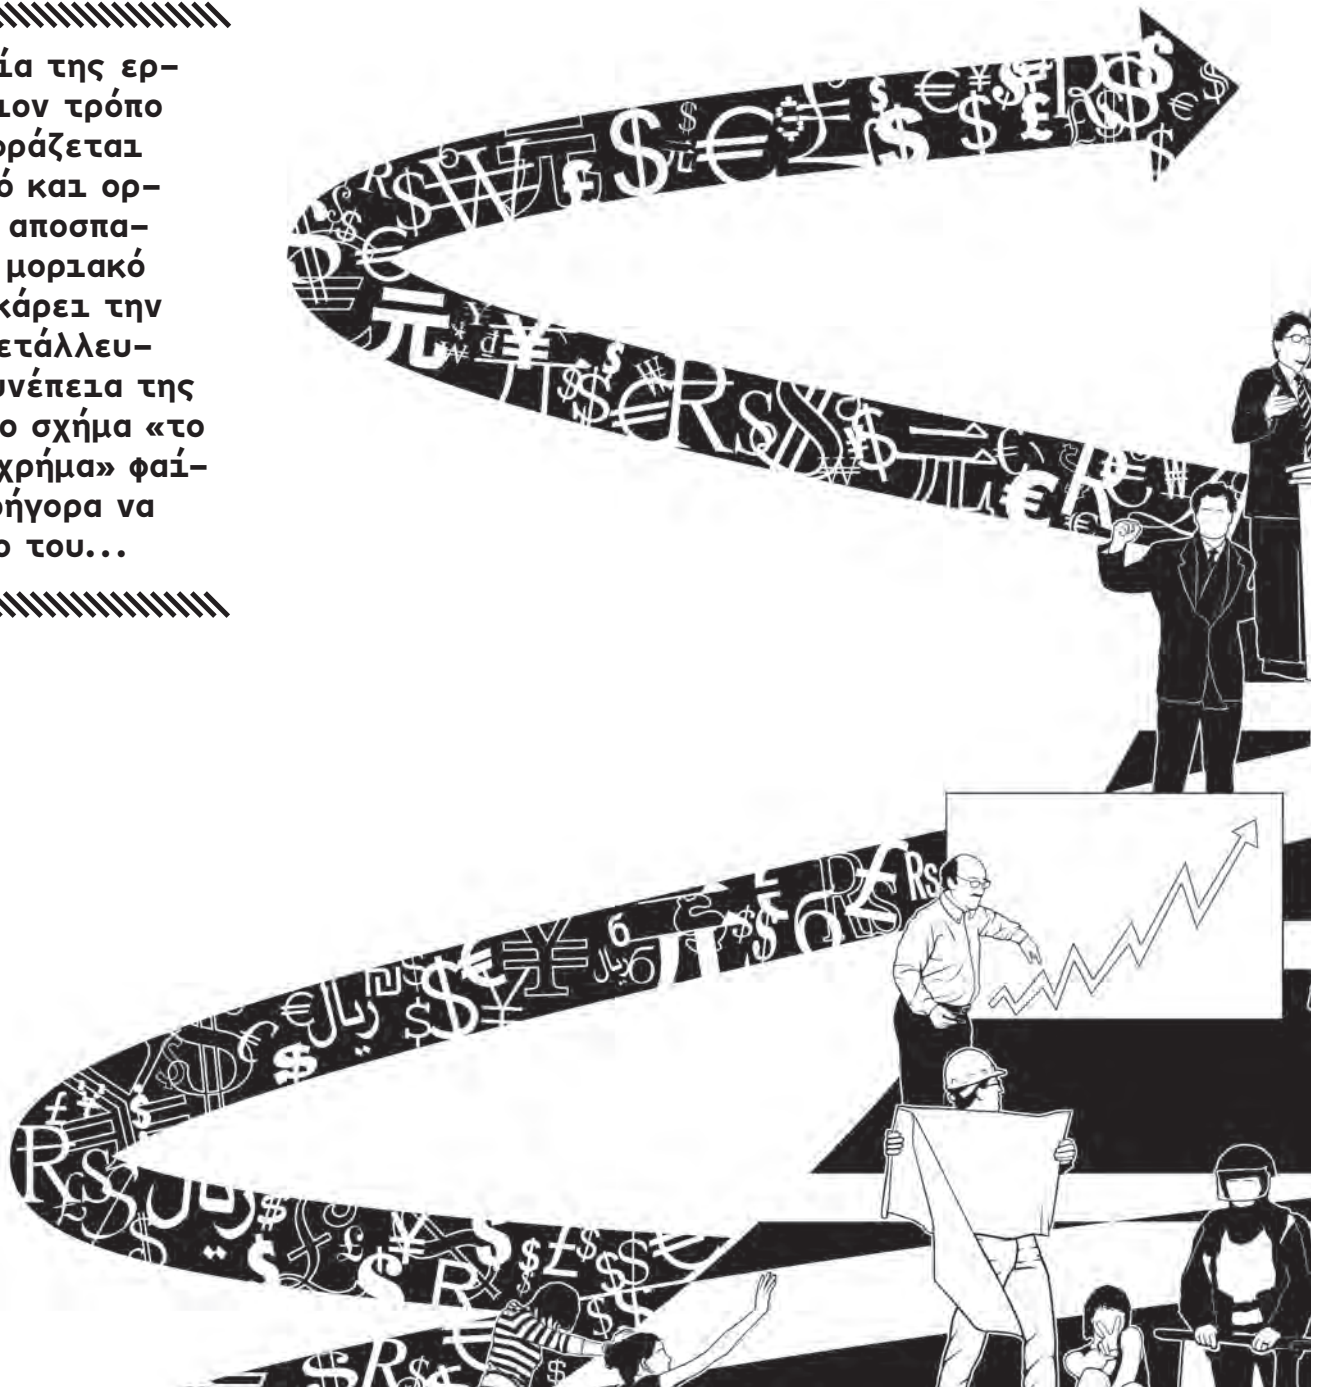 ία της ερ–
ιον τρόπο
οράζεται
ό και ορ–
αποσπα–
μοριακό
κάρει την
ετάλλευ–
υνέπεια της
ο σχήμα «το
χρήμα» φαί–
ρήγορα να
ο του...